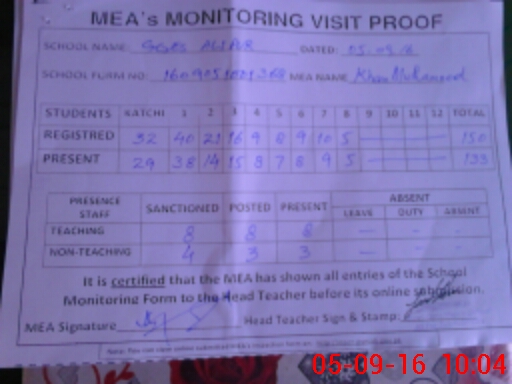 MEA's MONITORING VISIT PROOF
SCHOOL NAME DATED: 05.09.16
SCHOOL FORM NO: MEA NAME Khan Muhammad
STUDENTS KATCHI 1 2 3 4 5 6 7 8 9 10 11 12 TOTAL
REGISTRED 32 40 21 16 9 8 9 10 5 150
PRESENT 29 38 14 15 8 7 8 9 5 133
PRESENCE STAFF SANCTIONED POSTED PRESENT ABSENT
LEAVE DUTY ABSENT
TEACHING 8 8 8 - - -
NON-TEACHING 4 3 3 - - -
It is certified that the MEA has shown all entries of the School
Monitoring Form to the Head Teacher before its online submission.
MEA Signature Head Teacher Sign & Stamp:
05-09-16 10:04